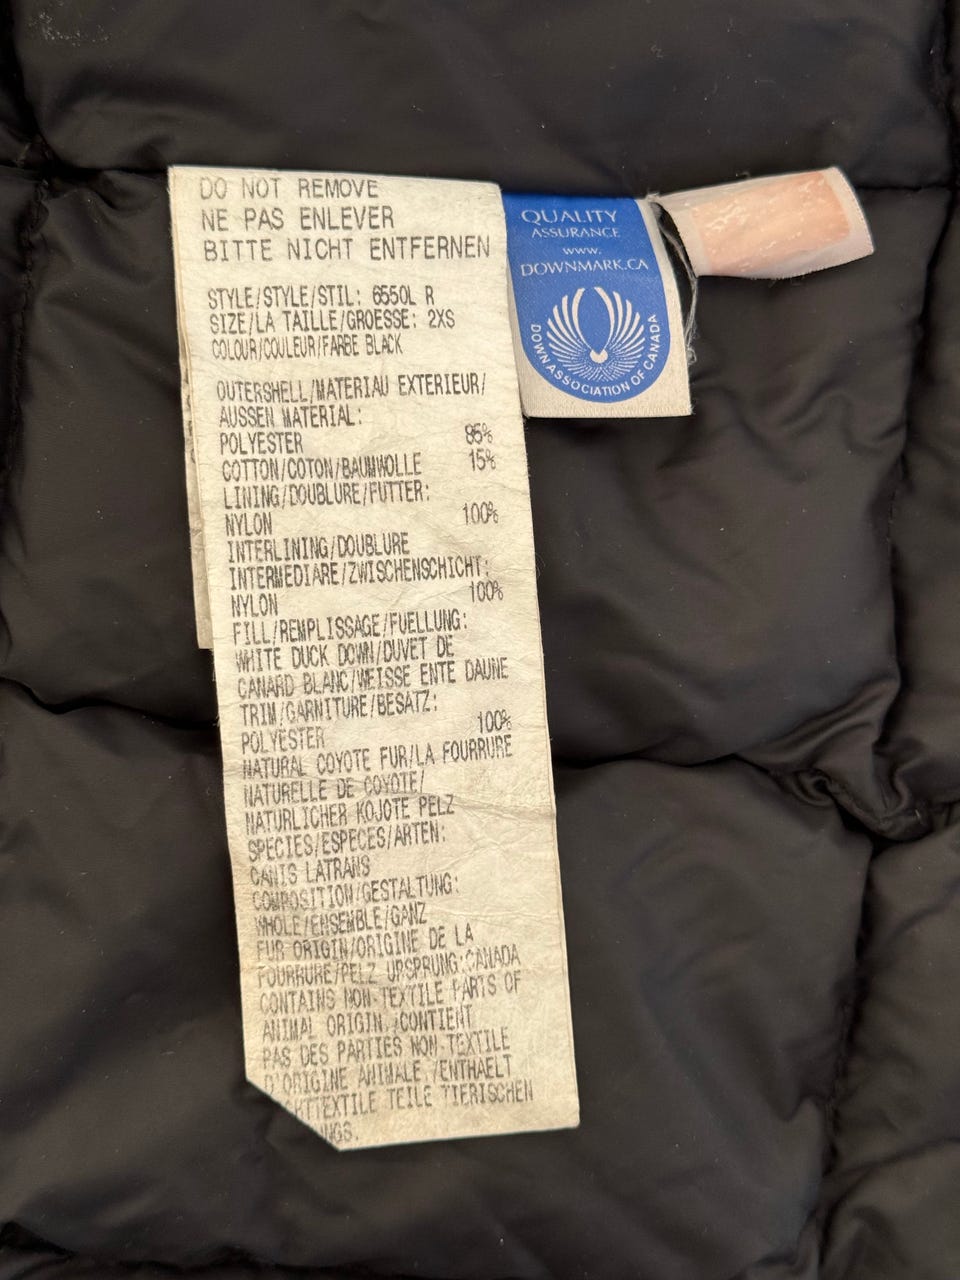 DO NOT REMOVE
NE PAS ENLEVER
BITTE NICHT ENTFERNEN
STYLE/STYLE/STIL: 6550L R
SIZE/LA TAILLE/GROESSE: 2XS
COLOUR/COULEUR/FARBE BLACK
OUTERSHELL/MATERIAU EXTERIEUR/
AUSSEN MATERIAL:
POLYESTER 85%
COTTON/COTON/BAUMWOLLE 15%
LINING/DOUBLURE/FUTTER:
NYLON 100%
INTERLINING/DOUBLURE
INTERMEDIARE/ZWISCHENSCHICHT:
NYLON 100%
FILL/REMPLISSAGE/FUELLUNG:
WHITE DUCK DOWN/DUVET DE
CANARD BLANC/WEISSE ENTE DAUNE
TRIM/GARNITURE/BESATZ:
POLYESTER 100%
NATURAL COYOTE FUR/LA FOURRURE
NATURELLE DE COYOTE/
NATURLICHER KOJOTE PELZ
SPECIES/ESPECES/ARTEN:
CANIS LATRANS
COMPOSITION/GESTALTUNG:
WHOLE/ENSEMBLE/GANZ
FUR ORIGIN/ORIGINE DE LA
FOURRURE/PELZ URSPRUNG:CANADA
CONTAINS NON-TEXTILE PARTS OF
ANIMAL ORIGIN./CONTIENT
PAS DES PARTIES NON-TEXTILE
D'ORIGINE ANIMALE./ENTHAELT
HTTEXTILE TEILE TIERISCHEN
NGS.
QUALITY
ASSURANCE
www.
DOWNMARK.CA
DOWN ASSOCIATION OF CANADA